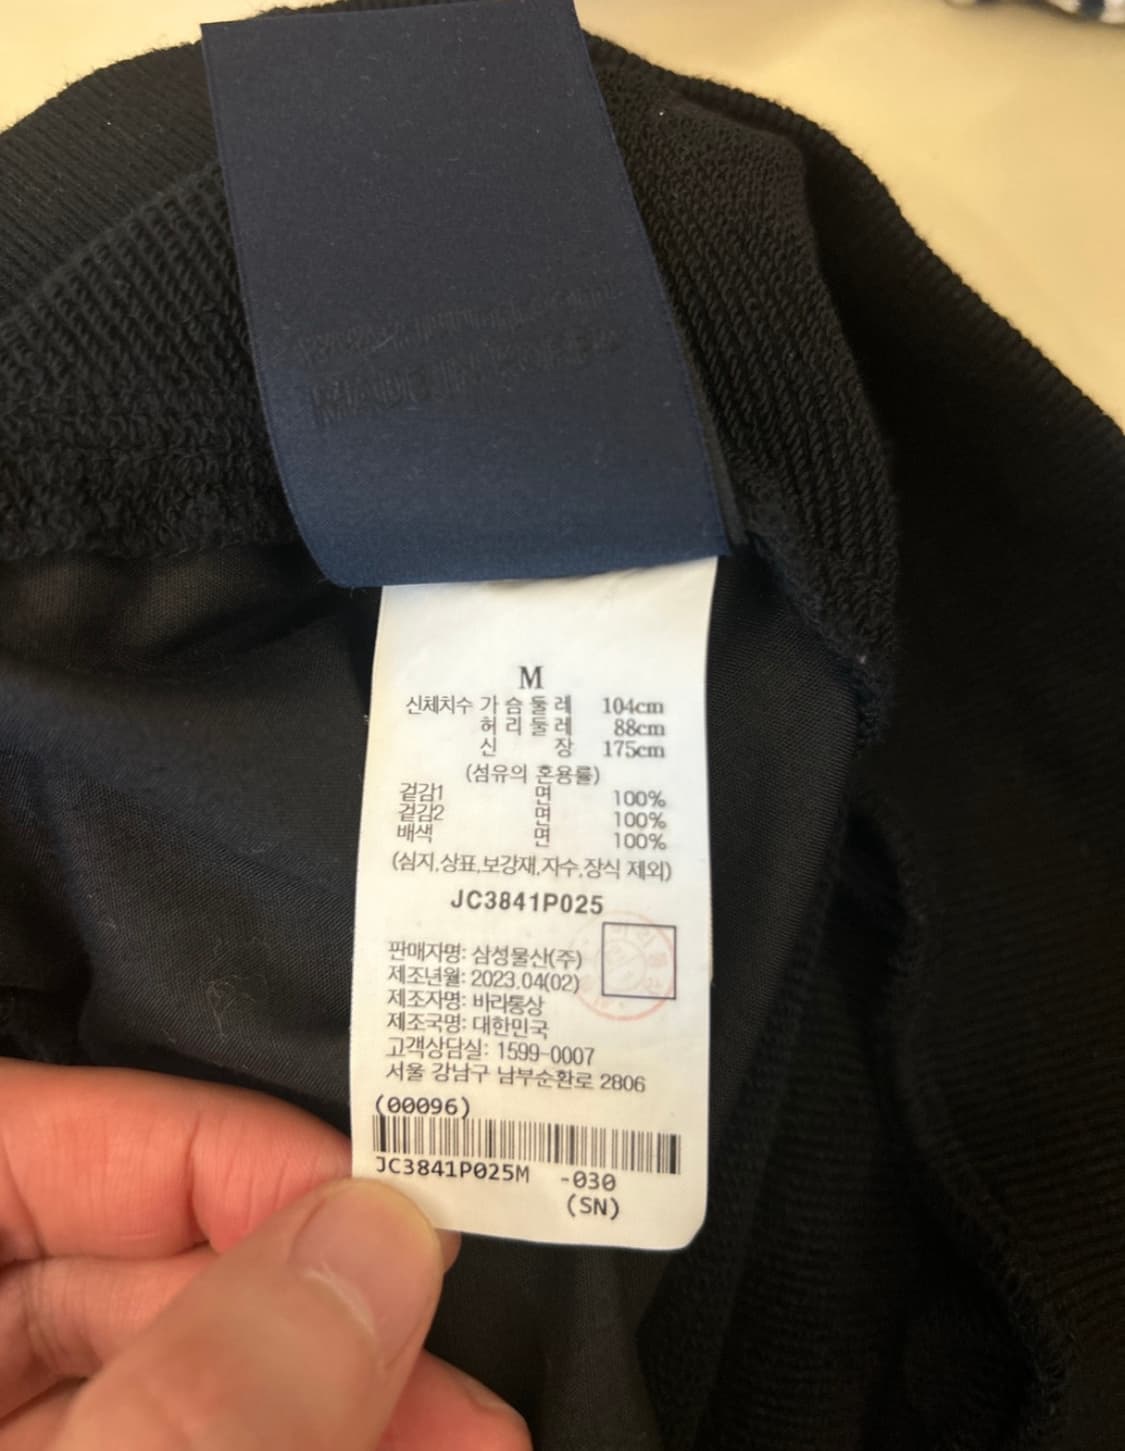 M
신체치수 가슴둘레 104cm
허리둘레 88cm
신 장 175cm
(섬유의 혼용률)
겉감1 면 100%
겉감2 면 100%
배색 면 100%
(심지,상표,보강재,자수,장식 제외)
JC3841P025
판매자명: 삼성물산(주)
제조년월: 2023.04(02)
제조자명: 바라통상
제조국명: 대한민국
고객상담실: 1599-0007
서울 강남구 남부순환로 2806
(00096)
JC3841P025M -030
(SN)